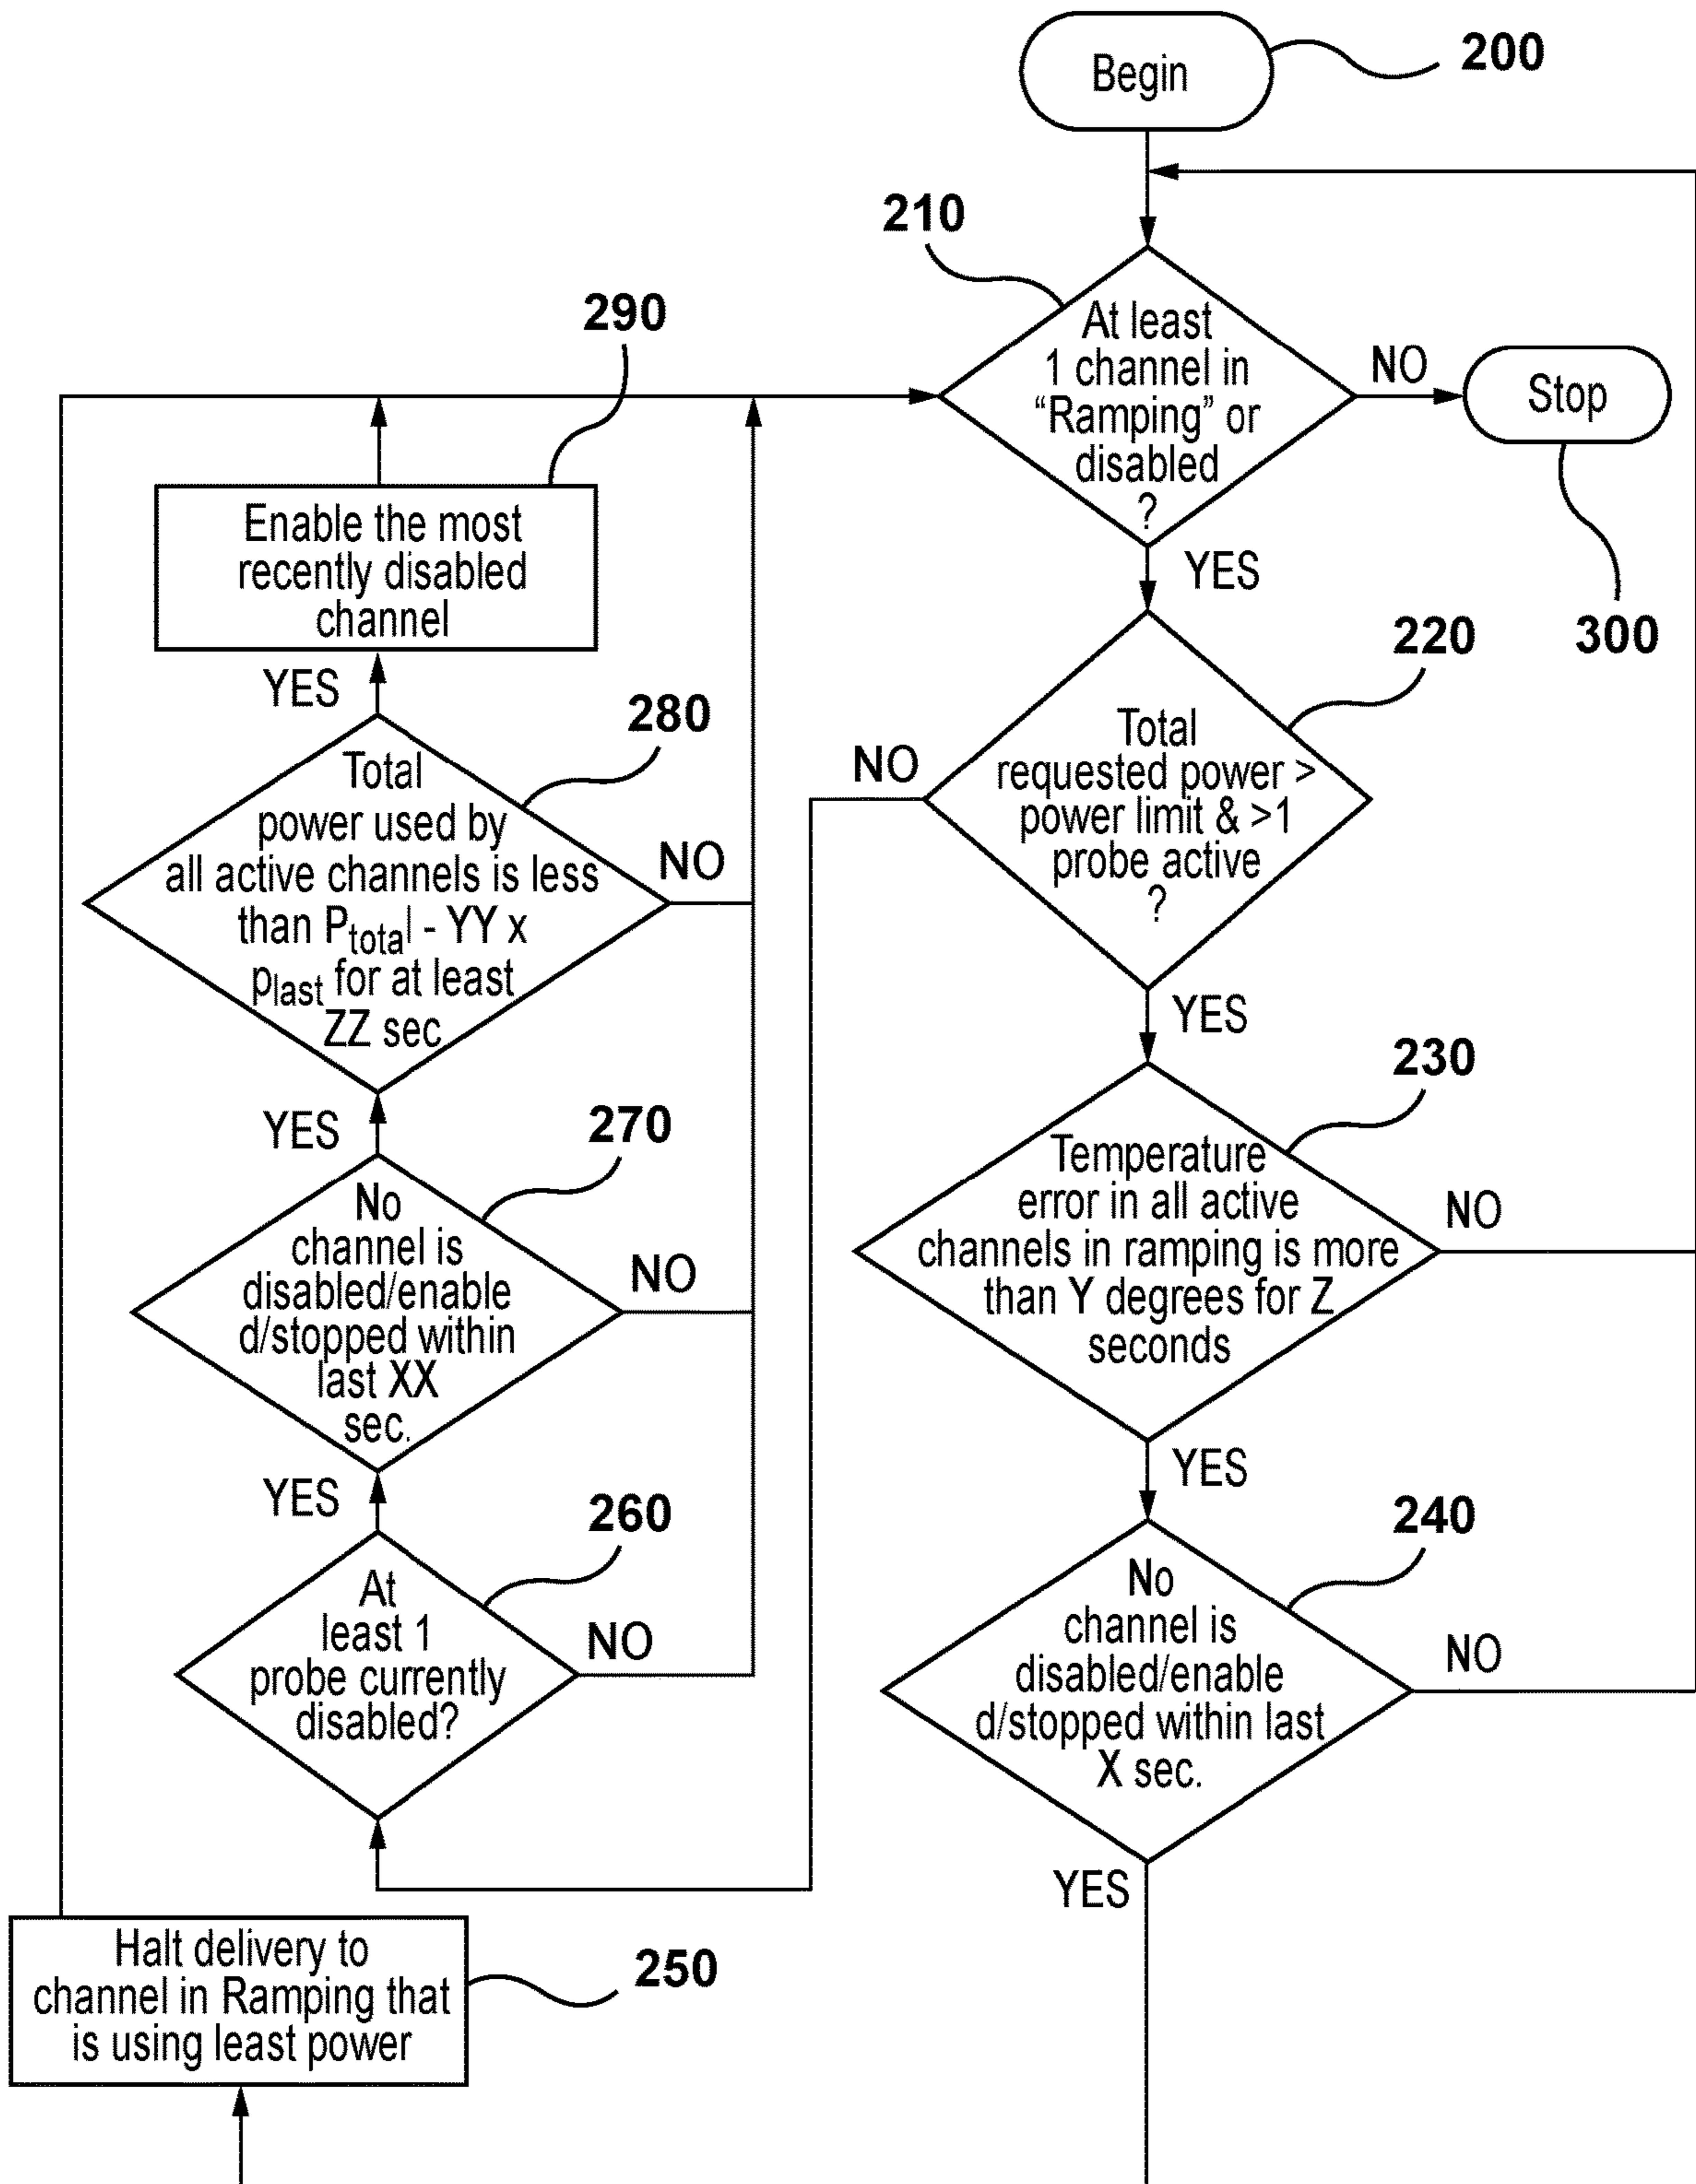 Begin
200
210
At least
1 channel in
“Ramping” or
disabled
?
NO
Stop
300
YES
290
Enable the most
recently disabled
channel
YES
220
Total
requested power >
power limit & >1
probe active
?
NO
YES
280
Total
power used by
all active channels is less
than Ptotal - YY x
plast for at least
ZZ sec
NO
YES
230
Temperature
error in all active
channels in ramping is more
than Y degrees for Z
seconds
NO
YES
270
No
channel is
disabled/enable
d/stopped within
last XX
sec.
NO
YES
240
No
channel is
disabled/enable
d/stopped within last
X sec.
NO
YES
260
At
least 1
probe currently
disabled?
NO
Halt delivery to
channel in Ramping that
is using least power
250